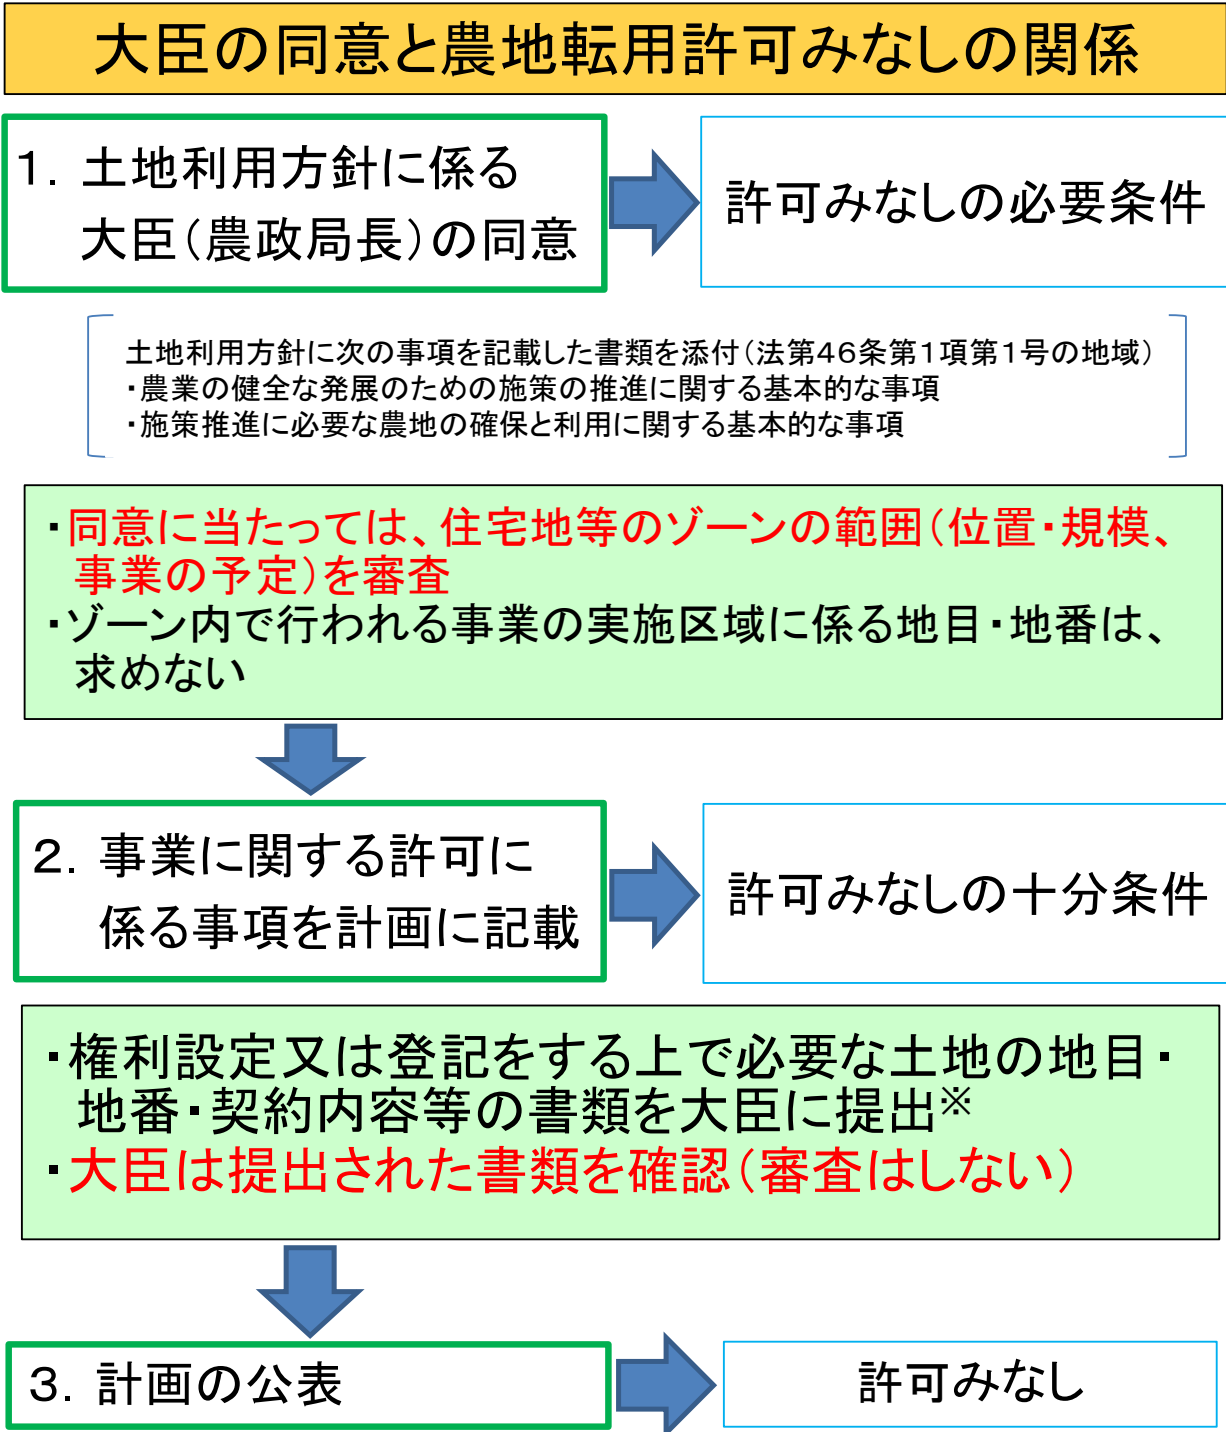 大臣の同意と農地転用許可みなしの関係
１．土地利用方針に係る
大臣（農政局長）の同意
許可みなしの必要条件
土地利用方針に次の事項を記載した書類を添付（法第４６条第１項第１号の地域）
・農業の健全な発展のための施策の推進に関する基本的な事項
・施策推進に必要な農地の確保と利用に関する基本的な事項
・同意に当たっては、住宅地等のゾーンの範囲（位置・規模、
事業の予定）を審査
・ゾーン内で行われる事業の実施区域に係る地目・地番は、
求めない
２．事業に関する許可に
係る事項を計画に記載
許可みなしの十分条件
・権利設定又は登記をする上で必要な土地の地目・
地番・契約内容等の書類を大臣に提出※
・大臣は提出された書類を確認（審査はしない）
３．計画の公表
許可みなし